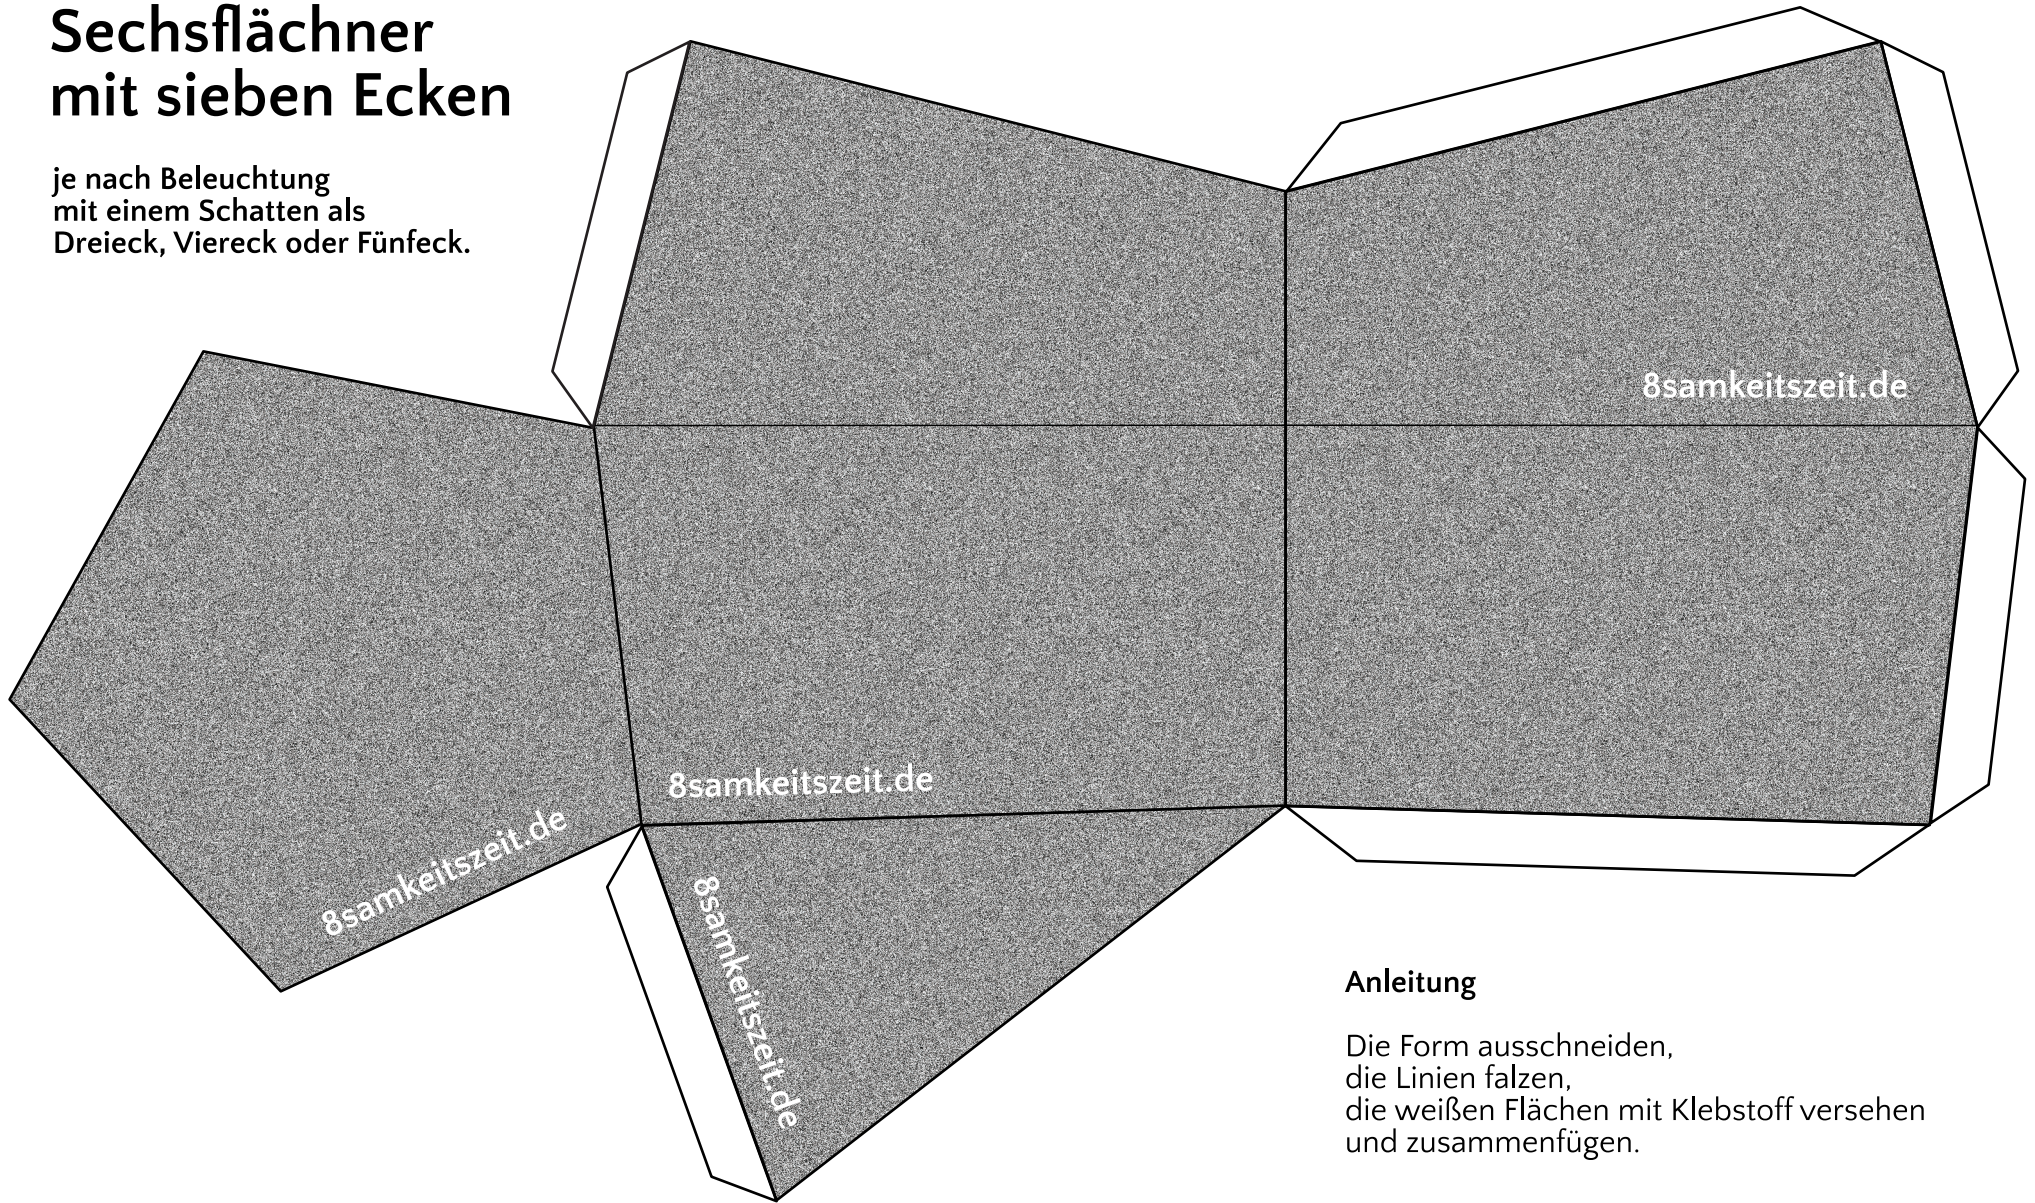 Sechsflächner
mit sieben Ecken
je nach Beleuchtung
mit einem Schatten als
Dreieck, Viereck oder Fünfeck.
8samkeitszeit.de
8samkeitszeit.de
8samkeitszeit.de
8samkeitszeit.de
Anleitung
Die Form ausschneiden,
die Linien falzen,
die weißen Flächen mit Klebstoff versehen
und zusammenfügen.